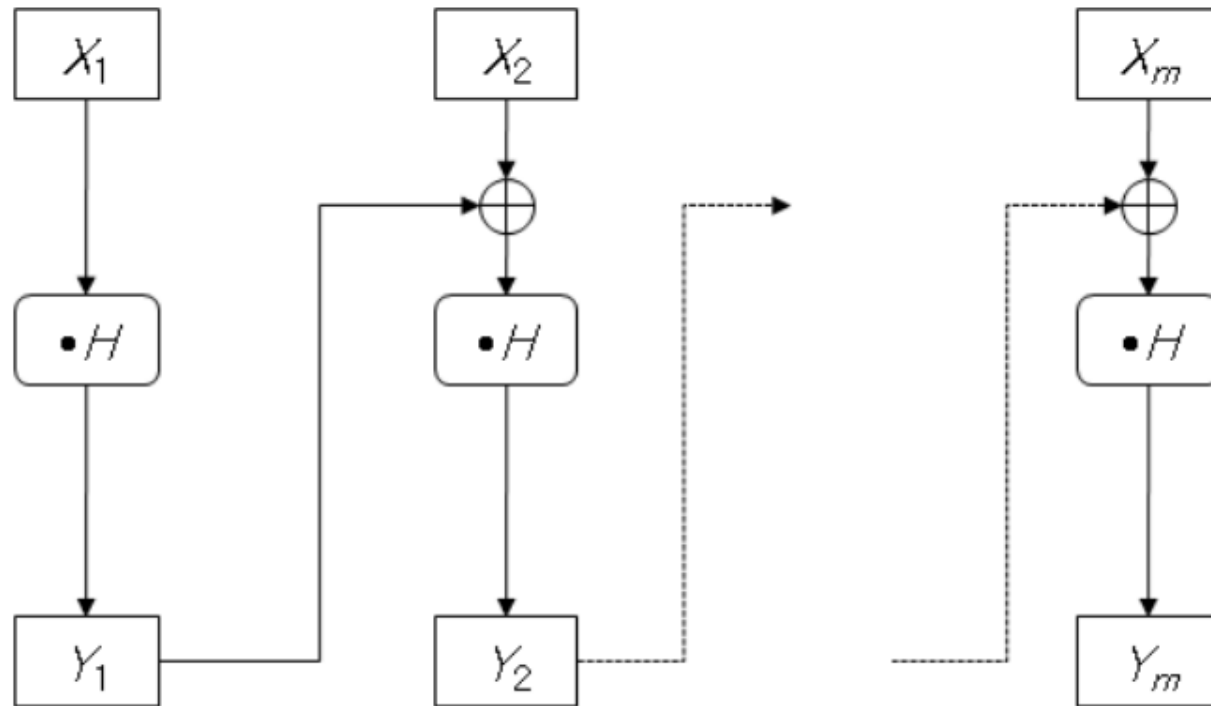 X₁ X₂ Xₘ
• H • H • H
Y₁ Y₂ Yₘ